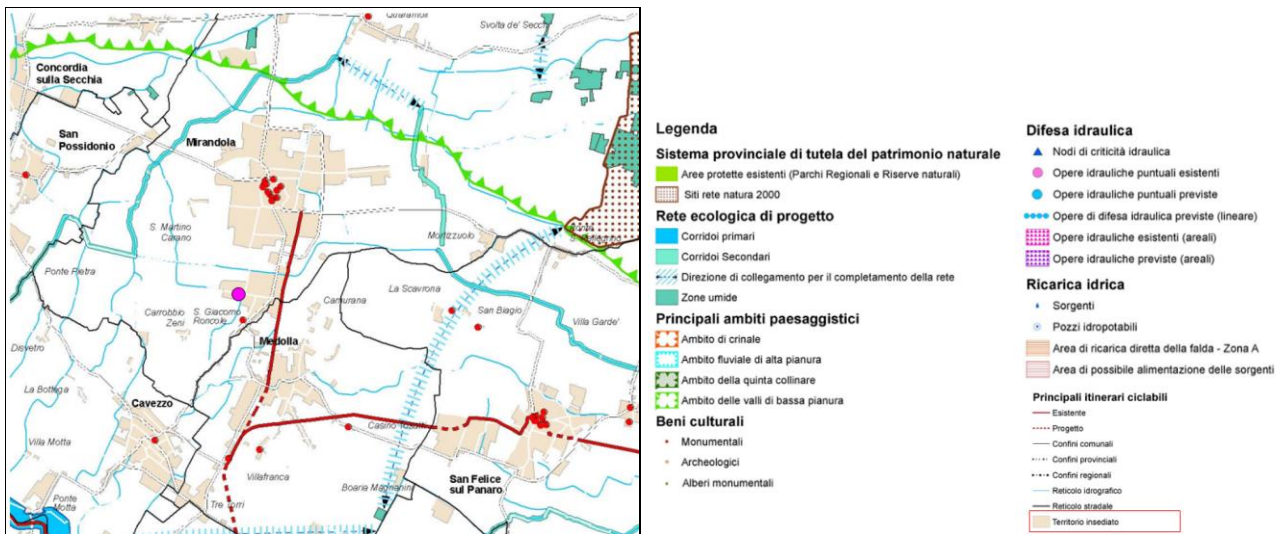 Quarantoli
Svolta de' Secchi
Concordia
sulla Secchia
San
Possidonio
Mirandola
S. Martino
Carano
Mortizzuolo
Ponte Pietra
La Scavrona
Camurana
San Biagio
Villa Garde'
Carrobbio
Zeni
S. Giacomo
Roncole
Disvetro
Medolla
La Bottega
Cavezzo
Villa Motta
Casino
Villafranca
San Felice
sul Panaro
Boaria Magnanini
Ponte
Motta
Tre Torri
Legenda
Sistema provinciale di tutela del patrimonio naturale
Aree protette esistenti (Parchi Regionali e Riserve naturali)
Siti rete natura 2000
Rete ecologica di progetto
Corridoi primari
Corridoi Secondari
Direzione di collegamento per il completamento della rete
Zone umide
Principali ambiti paesaggistici
Ambito di crinale
Ambito fluviale di alta pianura
Ambito della quinta collinare
Ambito delle valli di bassa pianura
Beni culturali
Monumentali
Archeologici
Alberi monumentali
Difesa idraulica
Nodi di criticità idraulica
Opere idrauliche puntuali esistenti
Opere idrauliche puntuali previste
Opere di difesa idraulica previste (lineare)
Opere idrauliche esistenti (areali)
Opere idrauliche previste (areali)
Ricarica idrica
Sorgenti
Pozzi idropotabili
Area di ricarica diretta della falda - Zona A
Area di possibile alimentazione delle sorgenti
Principali itinerari ciclabili
Esistente
Progetto
Confini comunali
Confini provinciali
Confini regionali
Reticolo idrografico
Reticolo stradale
Territorio insediato